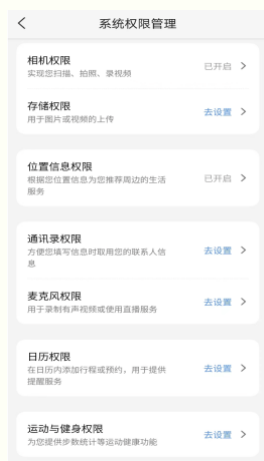 系统权限管理
相机权限
实现您扫描、拍照、录视频
已开启
存储权限
用于图片或视频的上传
去设置
位置信息权限
根据您位置信息为您推荐周边的生活
服务
已开启
通讯录权限
方便您填写信息时取用您的联系人信
息
去设置
麦克风权限
用于录制有声视频或使用直播服务
去设置
日历权限
在日历内添加行程或预约，用于提供
提醒服务
去设置
运动与健身权限
为您提供步数统计等运动健康功能
去设置